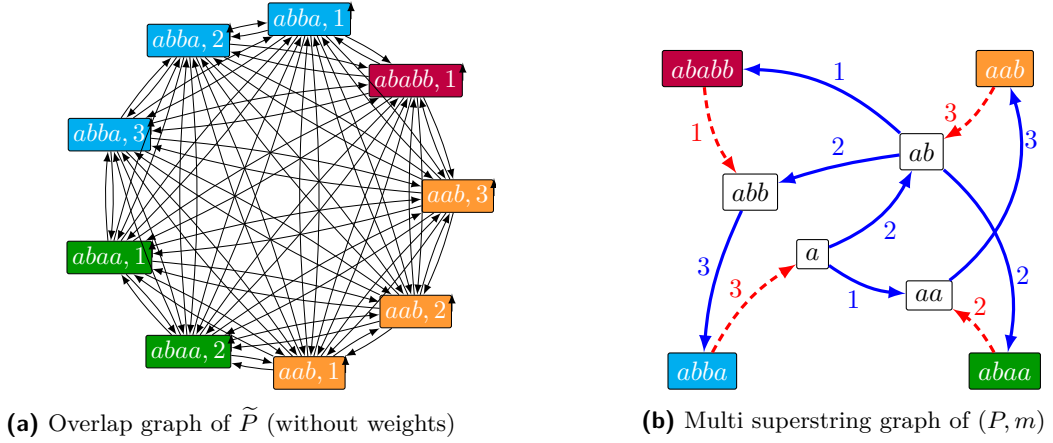 abba, 1
abba, 2
ababb, 1
abba, 3
aab, 3
abaa, 1
aab, 2
abaa, 2
aab, 1
(a) Overlap graph of P̃ (without weights)
ababb
aab
1
3
1
2
3
ab
abb
2
a
3
3
1
aa
2
2
abba
abaa
(b) Multi superstring graph of (P, m)